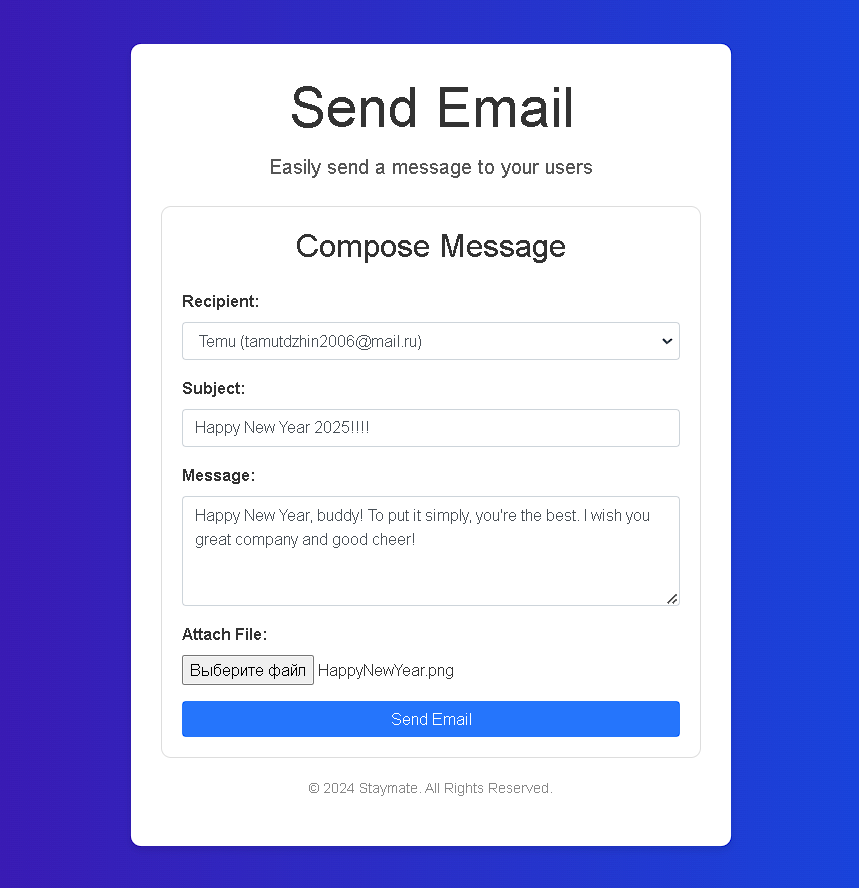 Send Email
Easily send a message to your users
Compose Message
Recipient:
Temu (tamutdzhin2006@mail.ru)
Subject:
Happy New Year 2025!!!!
Message:
Happy New Year, buddy! To put it simply, you're the best. I wish you
great company and good cheer!
Attach File:
Выберите файл HappyNewYear.png
Send Email
© 2024 Staymate. All Rights Reserved.